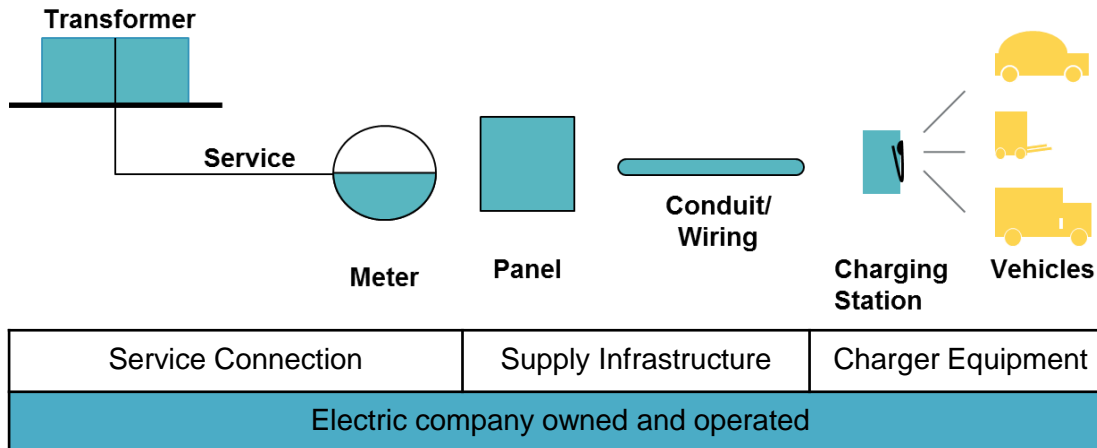 Transformer
Service
Meter
Panel
Conduit/
Wiring
Charging
Station
Vehicles
Service Connection
Supply Infrastructure
Charger Equipment
Electric company owned and operated